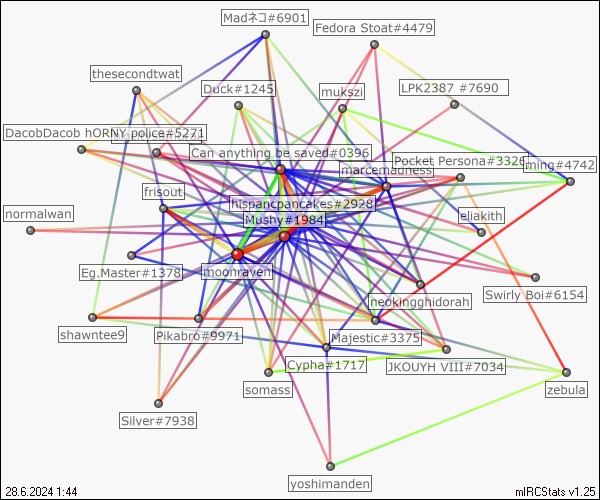 Madネコ#6901
Fedora Stoat#4479
thesecondtwat
Duck#1245
mukszi
LPK2387 #7690
DacobDacob hORNY police#5271
Can anything be saved#0396
Pocket Persona#3326
ming#4742
marcemadness
frisout
hispancpancakes#2928
normalwan
Mushy#1984
eliakith
Eg.Master#1378
moonraven
neokingghidorah
Swirly Boi#6154
shawntee9
Pikabro#9971
Majestic#3375
Cypha#1717
JKOUYH VIII#7034
somass
zebula
Silver#7938
yoshimanden
28.6.2024 1:44
mIRCStats v1.25